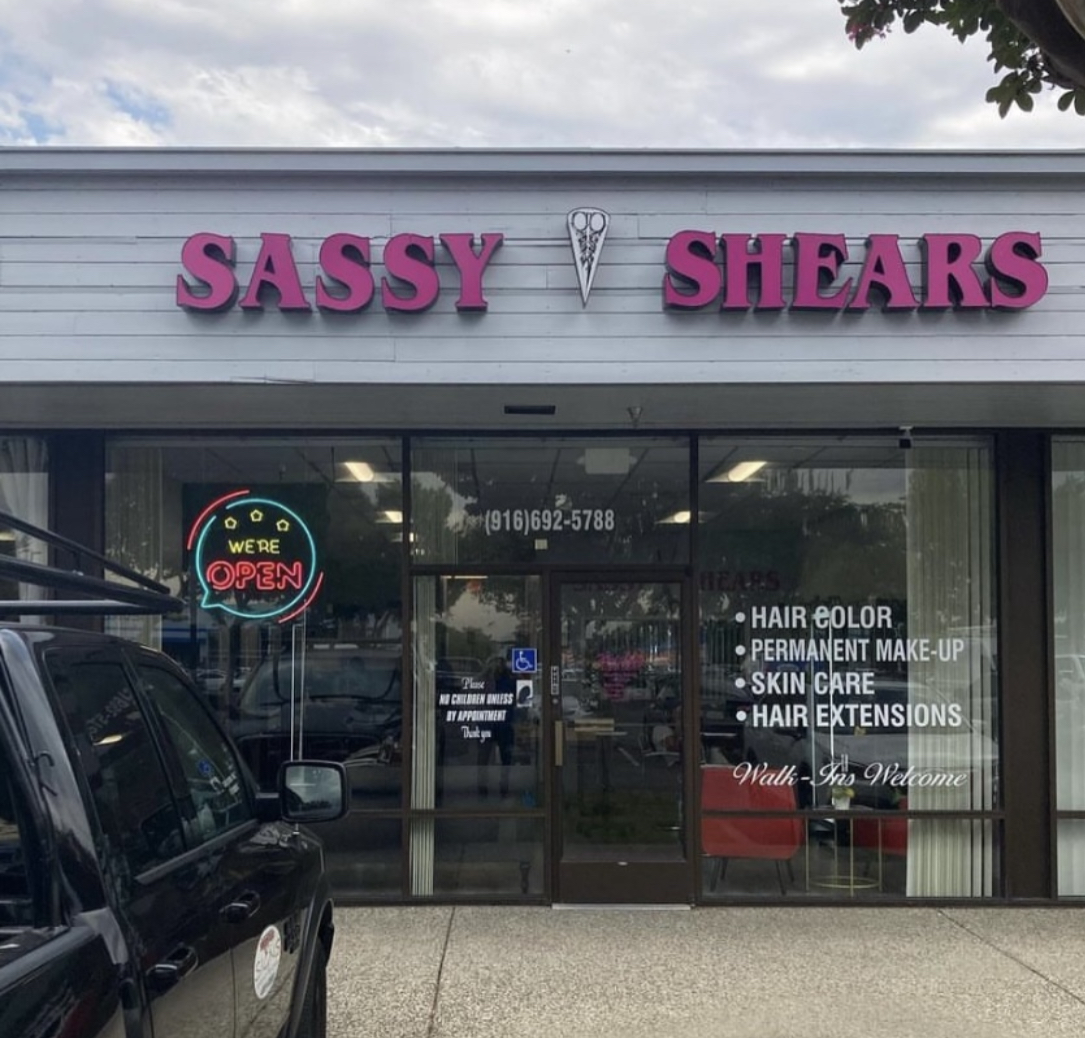 SASSY SHEARS
(916)692-5788
WE'RE
OPEN
HEARS
• HAIR COLOR
• PERMANENT MAKE-UP
• SKIN CARE
• HAIR EXTENSIONS
Please
NO CHILDREN UNLESS
BY APPOINTMENT
Thank you
Walk-Ins Welcome